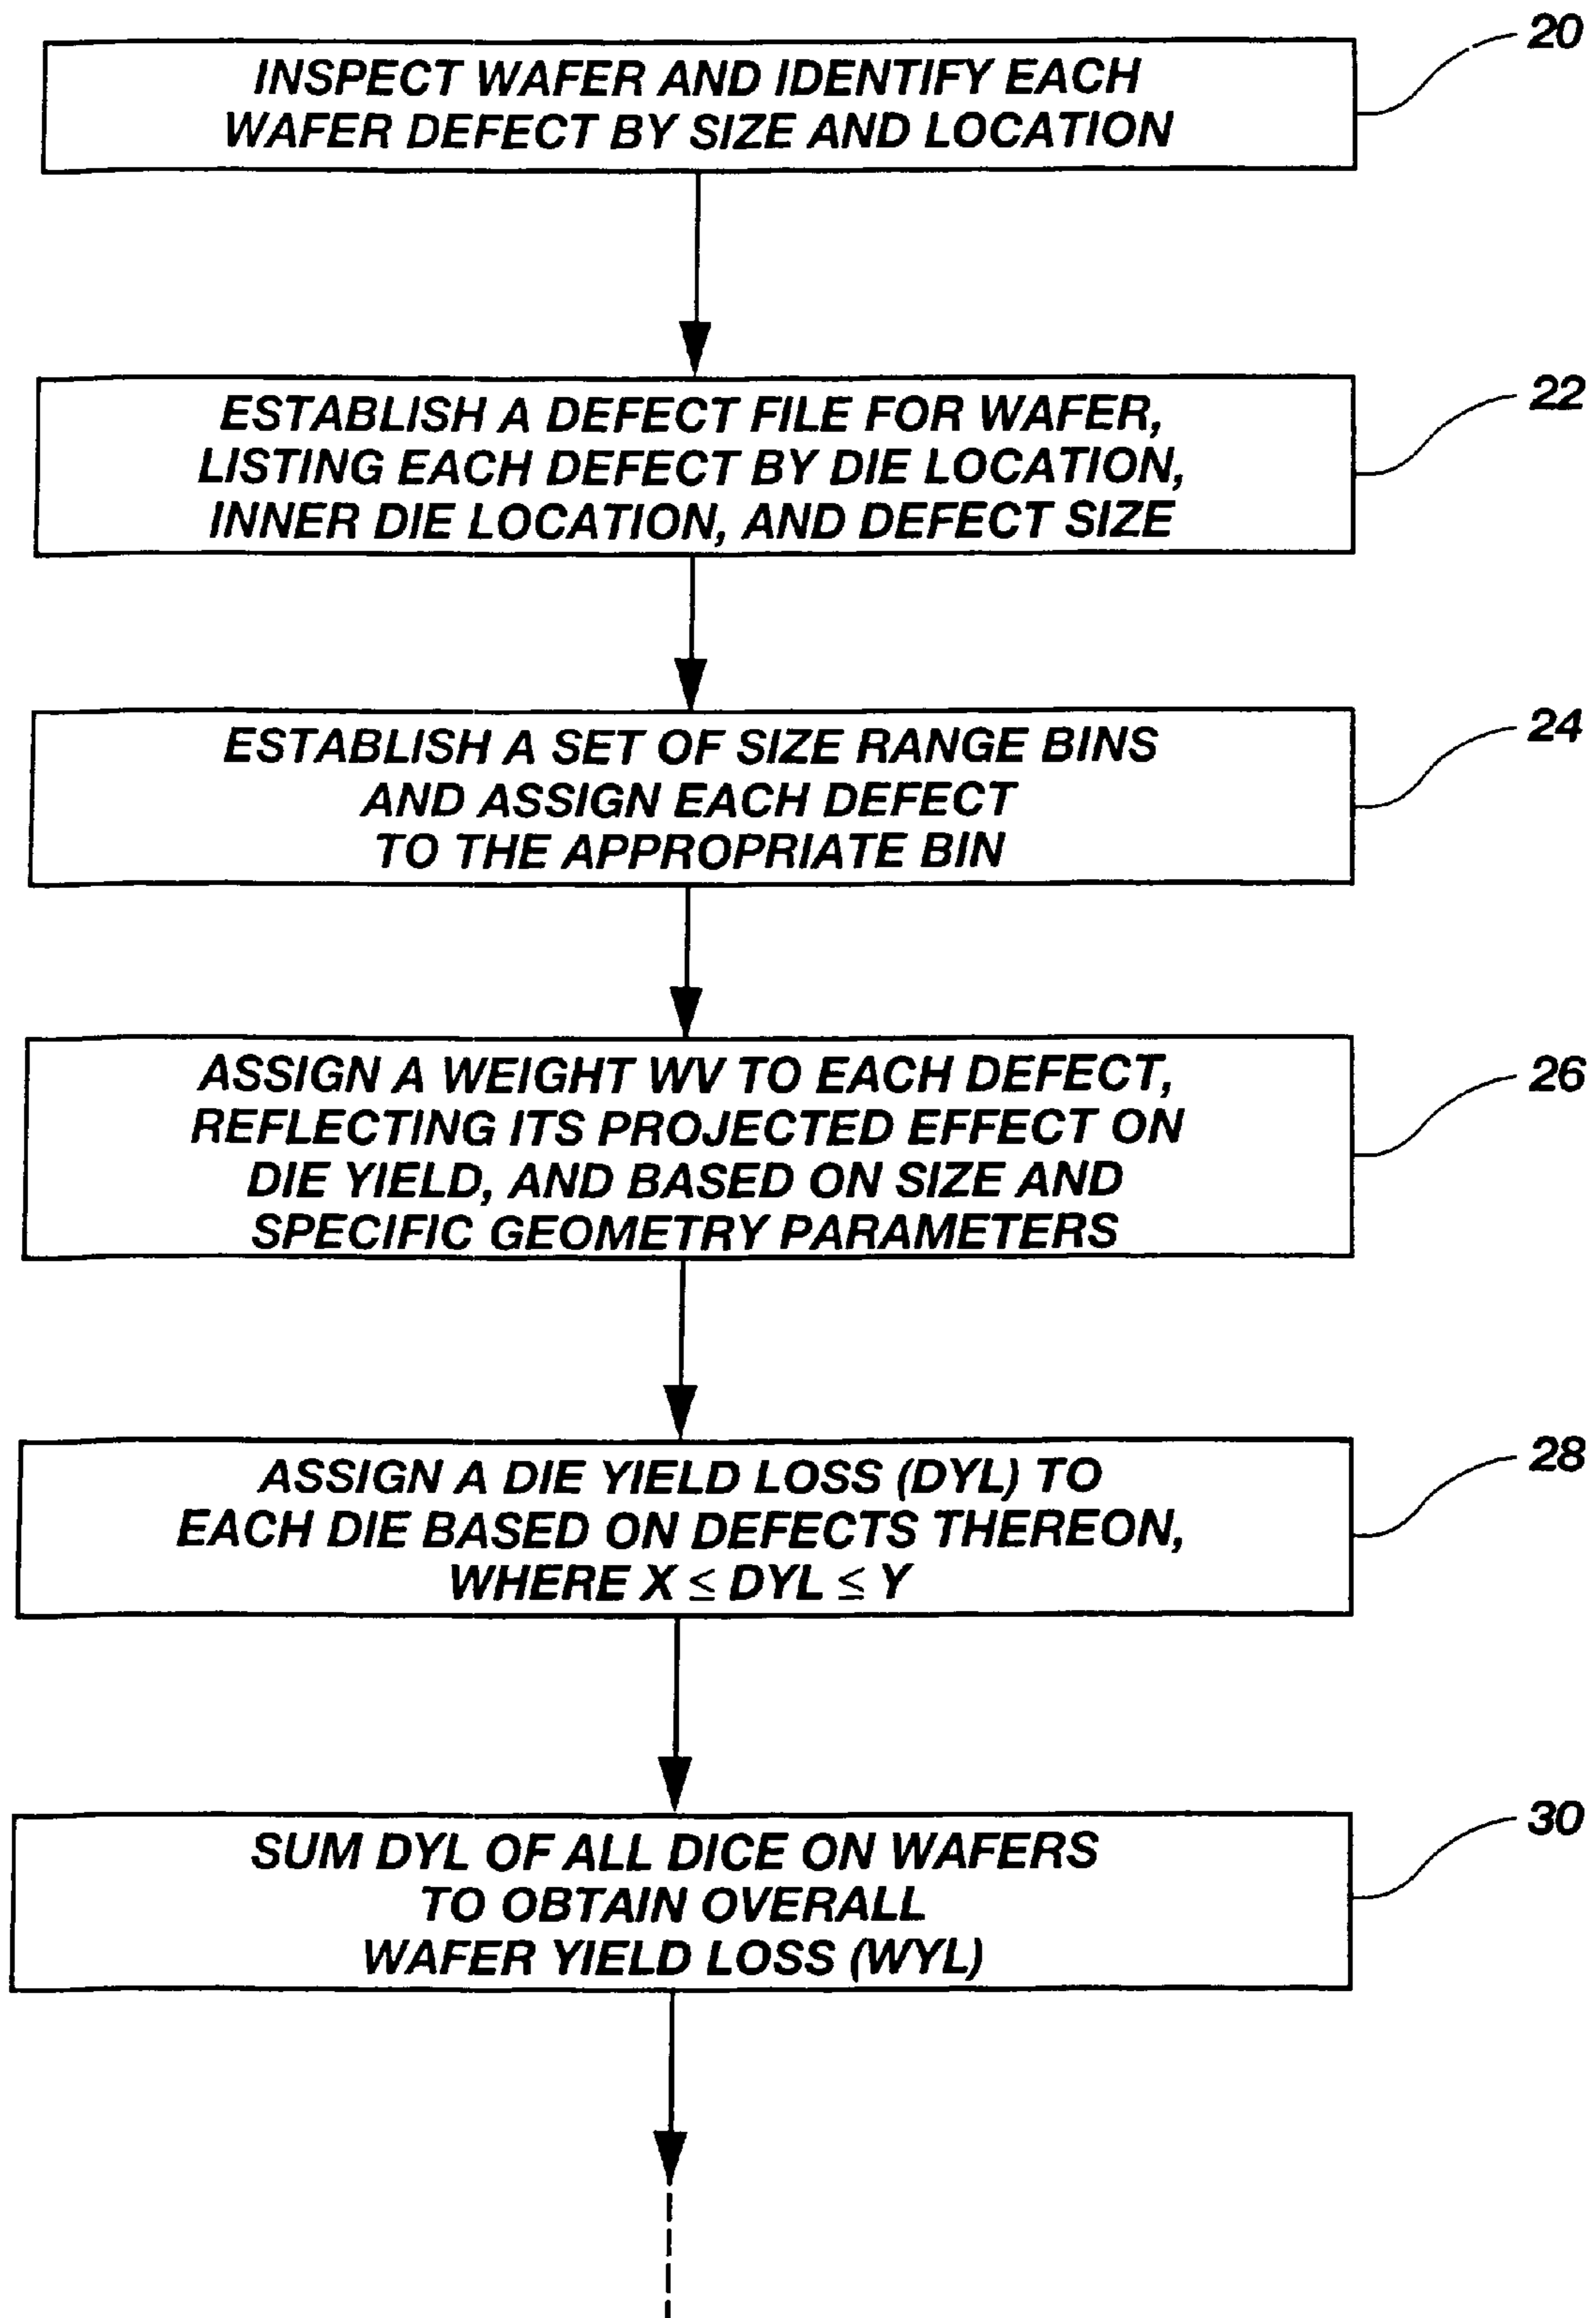 20
INSPECT WAFER AND IDENTIFY EACH
WAFER DEFECT BY SIZE AND LOCATION
22
ESTABLISH A DEFECT FILE FOR WAFER,
LISTING EACH DEFECT BY DIE LOCATION,
INNER DIE LOCATION, AND DEFECT SIZE
24
ESTABLISH A SET OF SIZE RANGE BINS
AND ASSIGN EACH DEFECT
TO THE APPROPRIATE BIN
26
ASSIGN A WEIGHT WV TO EACH DEFECT,
REFLECTING ITS PROJECTED EFFECT ON
DIE YIELD, AND BASED ON SIZE AND
SPECIFIC GEOMETRY PARAMETERS
28
ASSIGN A DIE YIELD LOSS (DYL) TO
EACH DIE BASED ON DEFECTS THEREON,
WHERE X ≤ DYL ≤ Y
30
SUM DYL OF ALL DICE ON WAFERS
TO OBTAIN OVERALL
WAFER YIELD LOSS (WYL)